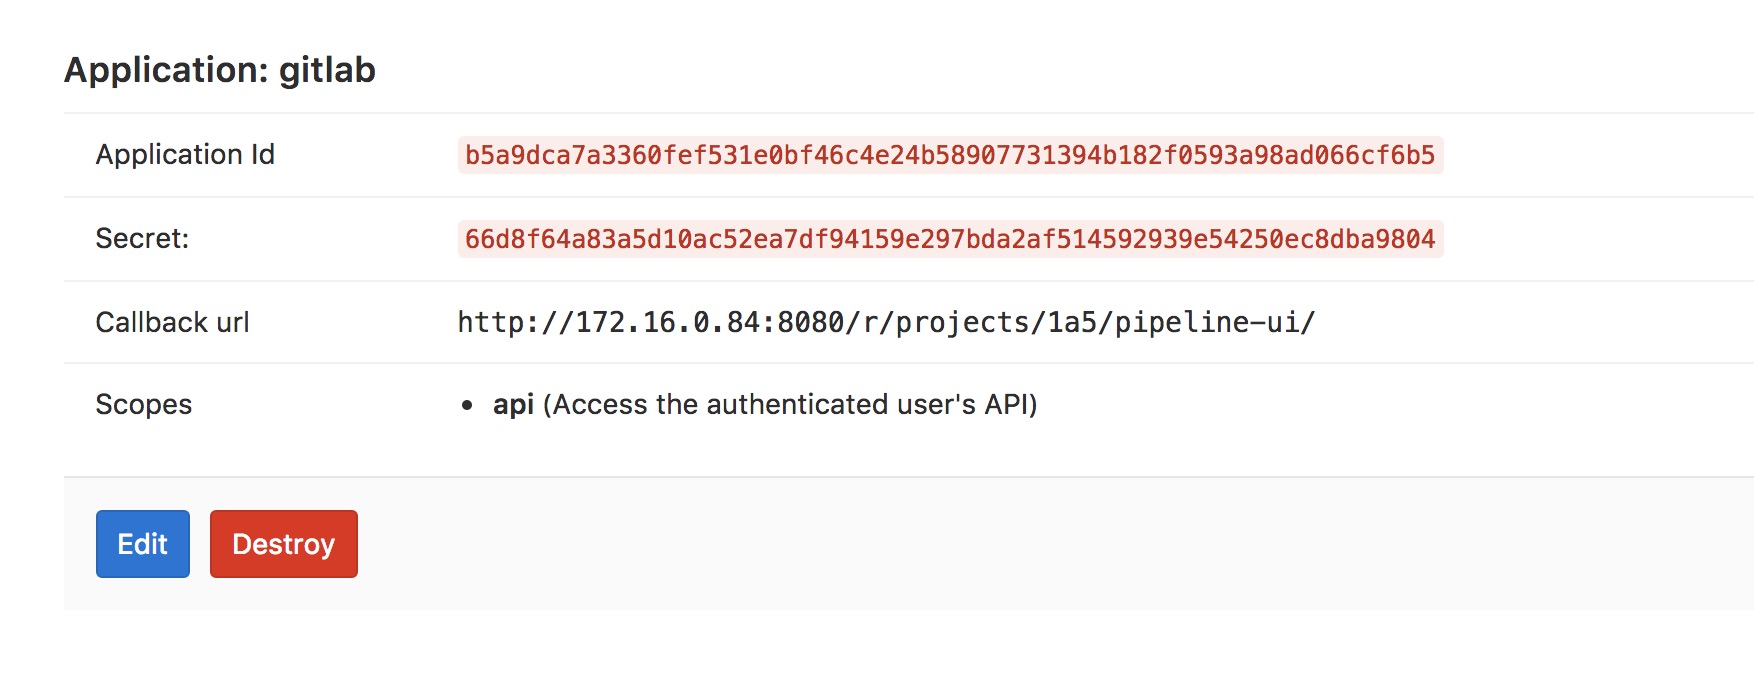 Application: gitlab
Application Id b5a9dca7a3360fef531e0bf46c4e24b58907731394b182f0593a98ad066cf6b5
Secret: 66d8f64a83a5d10ac52ea7df94159e297bda2af514592939e54250ec8dba9804
Callback url http://172.16.0.84:8080/r/projects/1a5/pipeline-ui/
Scopes • api (Access the authenticated user's API)
Edit Destroy